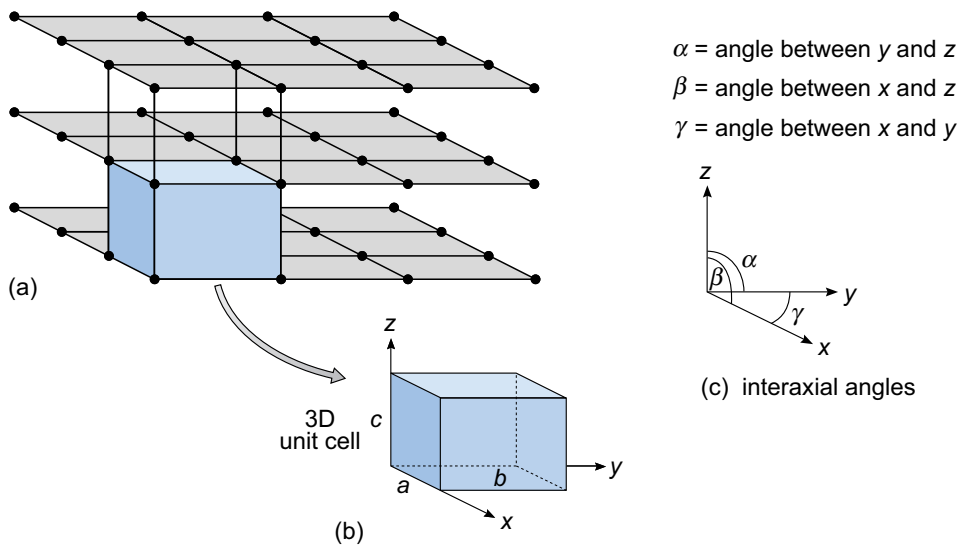 α = angle between y and z
β = angle between x and z
γ = angle between x and y
z
α
β
y
γ
x
(c) interaxial angles
(a)
z
3D
unit cell
c
y
b
a
x
(b)